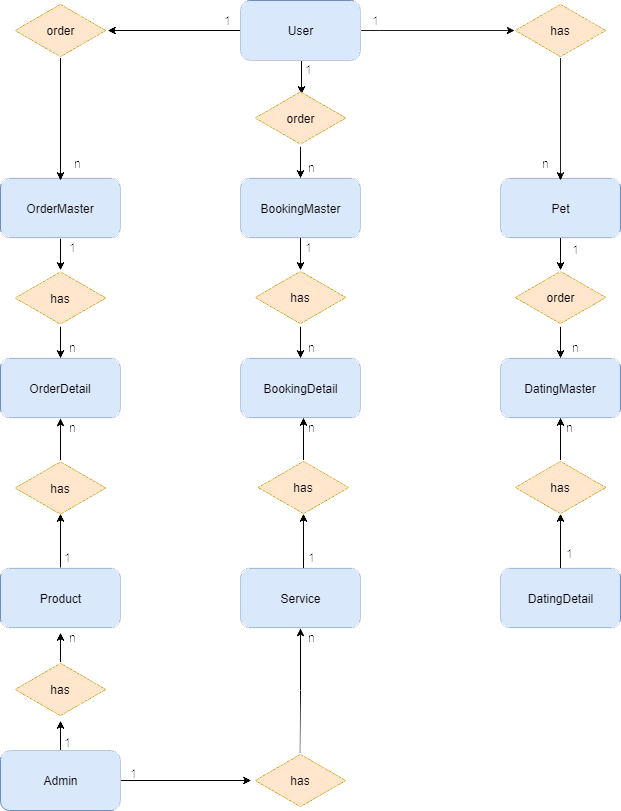 order
1
User
1
has
1
order
n
n
n
OrderMaster
BookingMaster
Pet
1
1
1
has
has
order
n
n
n
OrderDetail
BookingDetail
DatingMaster
n
n
n
has
has
has
1
1
1
Product
Service
DatingDetail
n
n
has
1
Admin
1
has